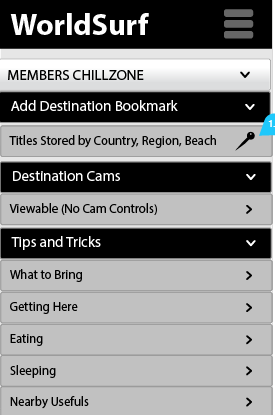 WorldSurf
MEMBERS CHILLZONE
Add Destination Bookmark
1.
Titles Stored by Country, Region, Beach
Destination Cams
Viewable (No Cam Controls)
Tips and Tricks
What to Bring
Getting Here
Eating
Sleeping
Nearby Usefuls